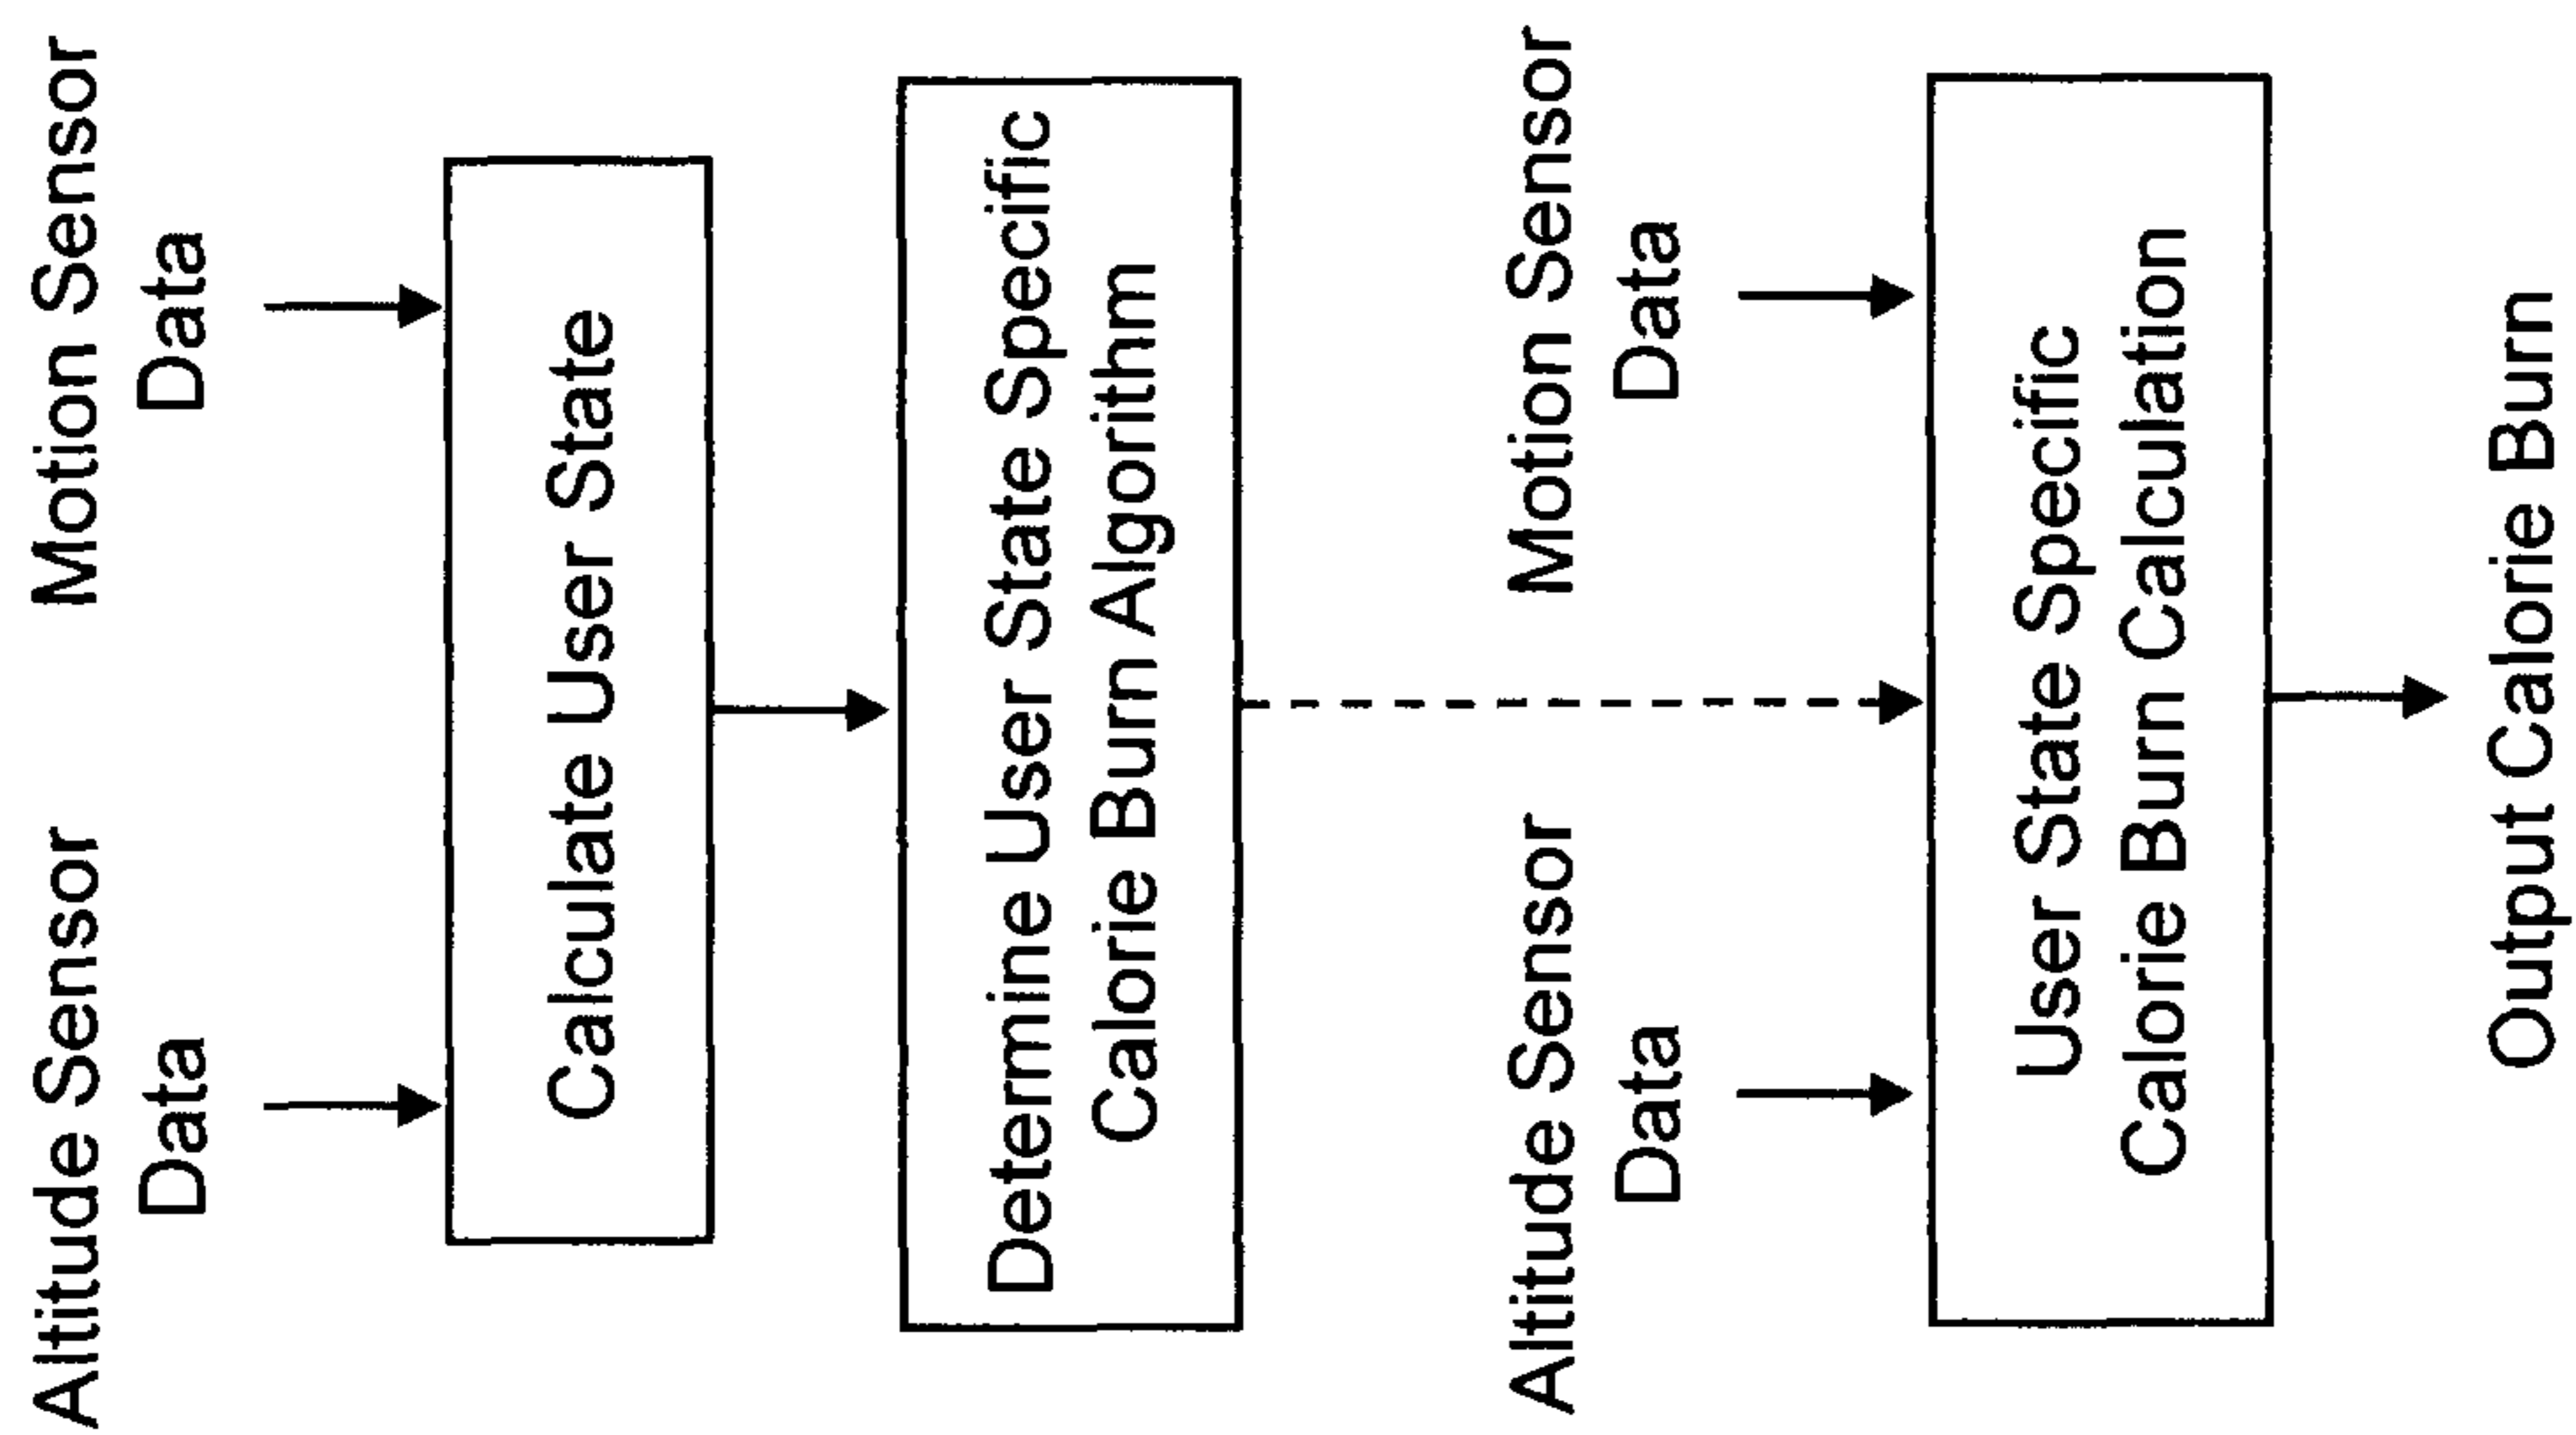 Altitude Sensor
Data
Motion Sensor
Data
Calculate User State
Determine User State Specific
Calorie Burn Algorithm
Altitude Sensor
Data
Motion Sensor
Data
User State Specific
Calorie Burn Calculation
Output Calorie Burn